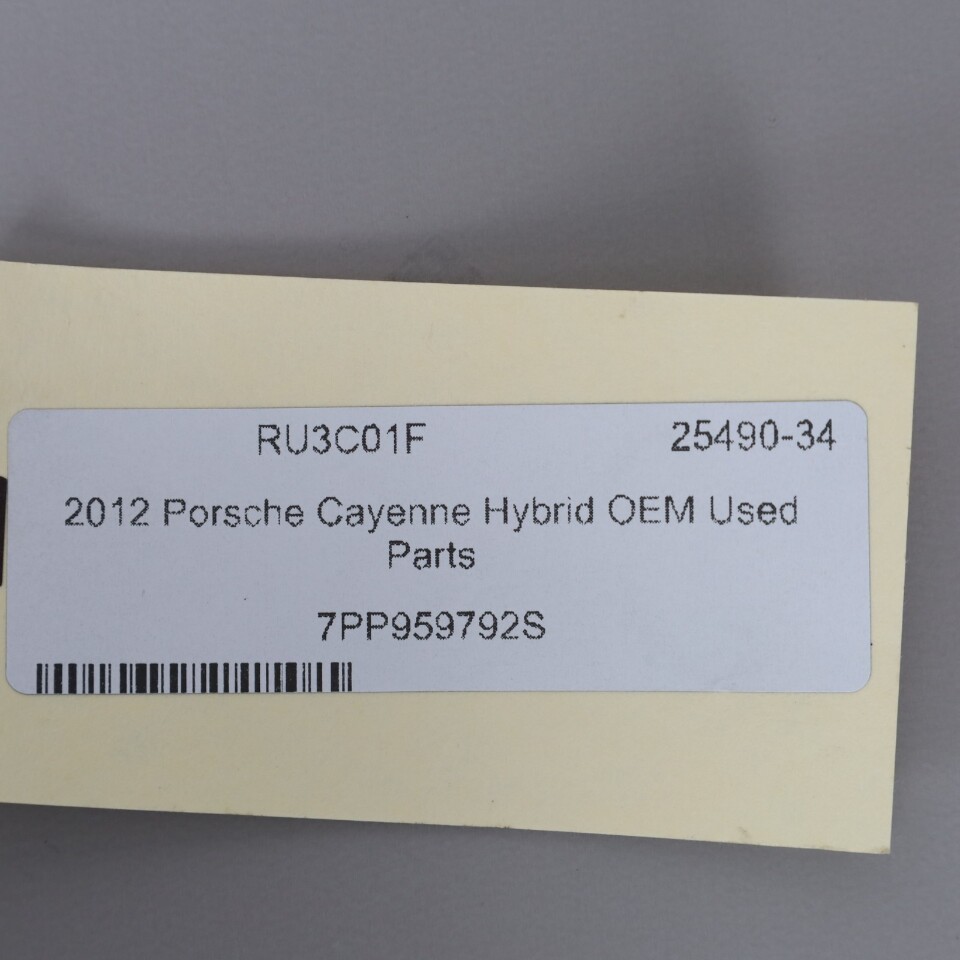 RU3C01F 25490-34
2012 Porsche Cayenne Hybrid OEM Used
Parts
7PP959792S